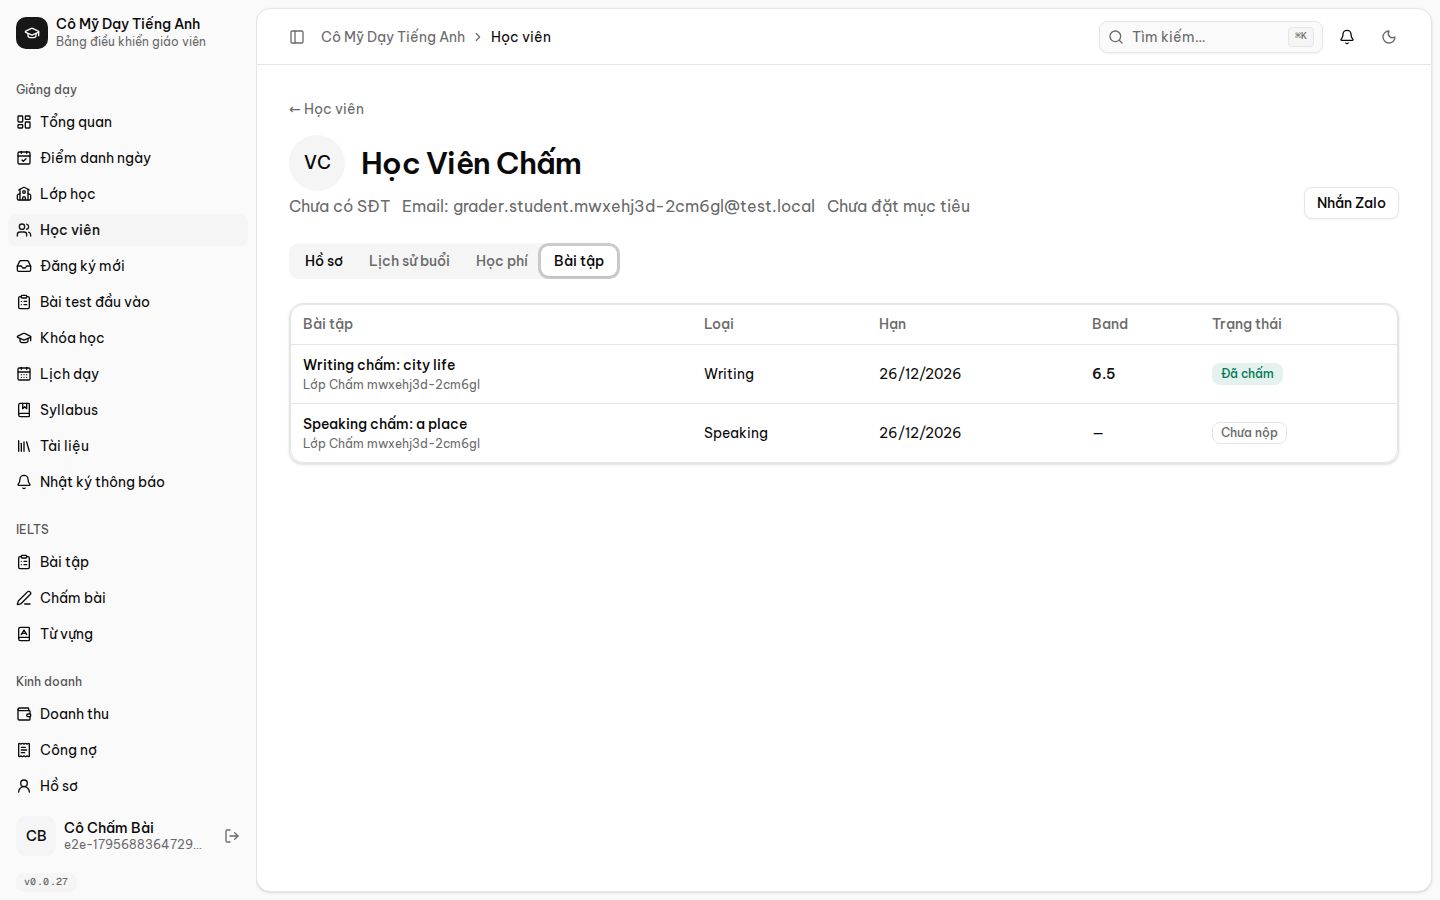 Cô Mỹ Dạy Tiếng Anh
Bảng điều khiển giáo viên
Giảng dạy
Tổng quan
Điểm danh ngày
Lớp học
Học viên
Đăng ký mới
Bài test đầu vào
Khóa học
Lịch dạy
Syllabus
Tài liệu
Nhật ký thông báo
IELTS
Bài tập
Chấm bài
Từ vựng
Kinh doanh
Doanh thu
Công nợ
Hồ sơ
CB
Cô Chấm Bài
e2e-1795688364729...
v0.0.27
Cô Mỹ Dạy Tiếng Anh > Học viên
Tìm kiếm...
⌘K
← Học viên
VC
Học Viên Chấm
Chưa có SĐT Email: grader.student.mwxehj3d-2cm6gl@test.local Chưa đặt mục tiêu
Nhắn Zalo
Hồ sơ Lịch sử buổi Học phí Bài tập
Bài tập Loại Hạn Band Trạng thái
Writing chấm: city life
Lớp Chấm mwxehj3d-2cm6gl
Writing 26/12/2026 6.5 Đã chấm
Speaking chấm: a place
Lớp Chấm mwxehj3d-2cm6gl
Speaking 26/12/2026 — Chưa nộp